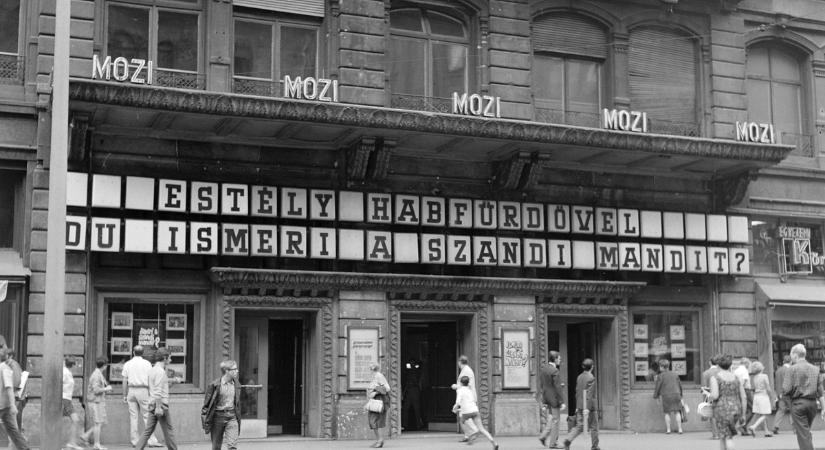 MOZI MOZI MOZI MOZI MOZI
ESTÉLY HABFÜRDŐVEL
DU ISMERI A SZANDI MANDIT?